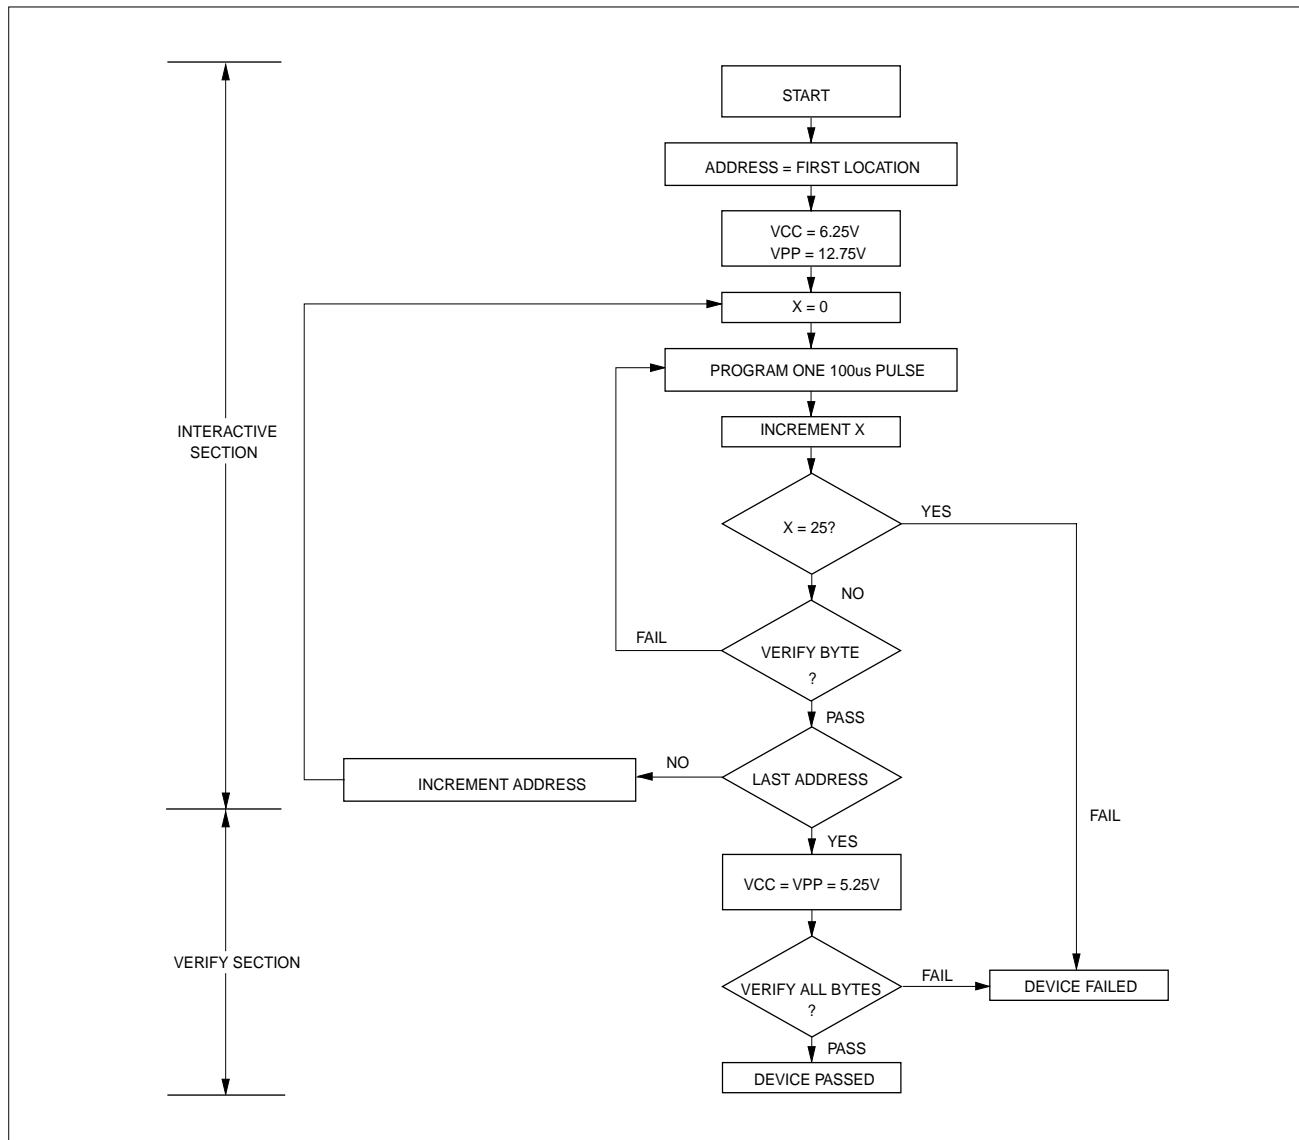 START
ADDRESS = FIRST LOCATION
VCC = 6.25V
VPP = 12.75V
X = 0
PROGRAM ONE 100us PULSE
INTERACTIVE
SECTION
INCREMENT X
X = 25?
YES
NO
FAIL
VERIFY BYTE
?
PASS
NO
LAST ADDRESS
INCREMENT ADDRESS
FAIL
YES
VCC = VPP = 5.25V
VERIFY SECTION
VERIFY ALL BYTES
?
FAIL
DEVICE FAILED
PASS
DEVICE PASSED